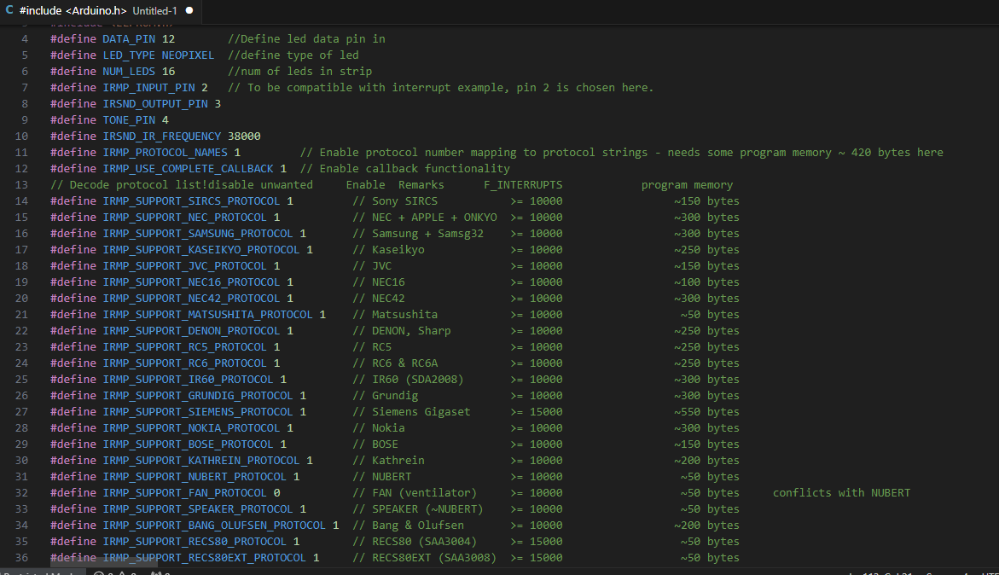 C #include <Arduino.h> Untitled-1 ●
4 #define DATA_PIN 12 //Define led data pin in
5 #define LED_TYPE NEOPIXEL //define type of led
6 #define NUM_LEDS 16 //num of leds in strip
7 #define IRMP_INPUT_PIN 2 // To be compatible with interrupt example, pin 2 is chosen here.
8 #define IRSND_OUTPUT_PIN 3
9 #define TONE_PIN 4
10 #define IRSND_IR_FREQUENCY 38000
11 #define IRMP_PROTOCOL_NAMES 1 // Enable protocol number mapping to protocol strings - needs some program memory ~ 420 bytes here
12 #define IRMP_USE_COMPLETE_CALLBACK 1 // Enable callback functionality
13 // Decode protocol list!disable unwanted Enable Remarks F_INTERRUPTS program memory
14 #define IRMP_SUPPORT_SIRCS_PROTOCOL 1 // Sony SIRCS >= 10000 ~150 bytes
15 #define IRMP_SUPPORT_NEC_PROTOCOL 1 // NEC + APPLE + ONKYO >= 10000 ~300 bytes
16 #define IRMP_SUPPORT_SAMSUNG_PROTOCOL 1 // Samsung + Samsg32 >= 10000 ~300 bytes
17 #define IRMP_SUPPORT_KASEIKYO_PROTOCOL 1 // Kaseikyo >= 10000 ~250 bytes
18 #define IRMP_SUPPORT_JVC_PROTOCOL 1 // JVC >= 10000 ~150 bytes
19 #define IRMP_SUPPORT_NEC16_PROTOCOL 1 // NEC16 >= 10000 ~100 bytes
20 #define IRMP_SUPPORT_NEC42_PROTOCOL 1 // NEC42 >= 10000 ~300 bytes
21 #define IRMP_SUPPORT_MATSUSHITA_PROTOCOL 1 // Matsushita >= 10000 ~50 bytes
22 #define IRMP_SUPPORT_DENON_PROTOCOL 1 // DENON, Sharp >= 10000 ~250 bytes
23 #define IRMP_SUPPORT_RC5_PROTOCOL 1 // RC5 >= 10000 ~250 bytes
24 #define IRMP_SUPPORT_RC6_PROTOCOL 1 // RC6 & RC6A >= 10000 ~250 bytes
25 #define IRMP_SUPPORT_IR60_PROTOCOL 1 // IR60 (SDA2008) >= 10000 ~300 bytes
26 #define IRMP_SUPPORT_GRUNDIG_PROTOCOL 1 // Grundig >= 10000 ~300 bytes
27 #define IRMP_SUPPORT_SIEMENS_PROTOCOL 1 // Siemens Gigaset >= 15000 ~550 bytes
28 #define IRMP_SUPPORT_NOKIA_PROTOCOL 1 // Nokia >= 10000 ~300 bytes
29 #define IRMP_SUPPORT_BOSE_PROTOCOL 1 // BOSE >= 10000 ~150 bytes
30 #define IRMP_SUPPORT_KATHREIN_PROTOCOL 1 // Kathrein >= 10000 ~200 bytes
31 #define IRMP_SUPPORT_NUBERT_PROTOCOL 1 // NUBERT >= 10000 ~50 bytes
32 #define IRMP_SUPPORT_FAN_PROTOCOL 0 // FAN (ventilator) >= 10000 ~50 bytes conflicts with NUBERT
33 #define IRMP_SUPPORT_SPEAKER_PROTOCOL 1 // SPEAKER (~NUBERT) >= 10000 ~50 bytes
34 #define IRMP_SUPPORT_BANG_OLUFSEN_PROTOCOL 1 // Bang & Olufsen >= 10000 ~200 bytes
35 #define IRMP_SUPPORT_RECS80_PROTOCOL 1 // RECS80 (SAA3004) >= 15000 ~50 bytes
36 #define IRMP_SUPPORT_RECS80EXT_PROTOCOL 1 // RECS80EXT (SAA3008) >= 15000 ~50 bytes